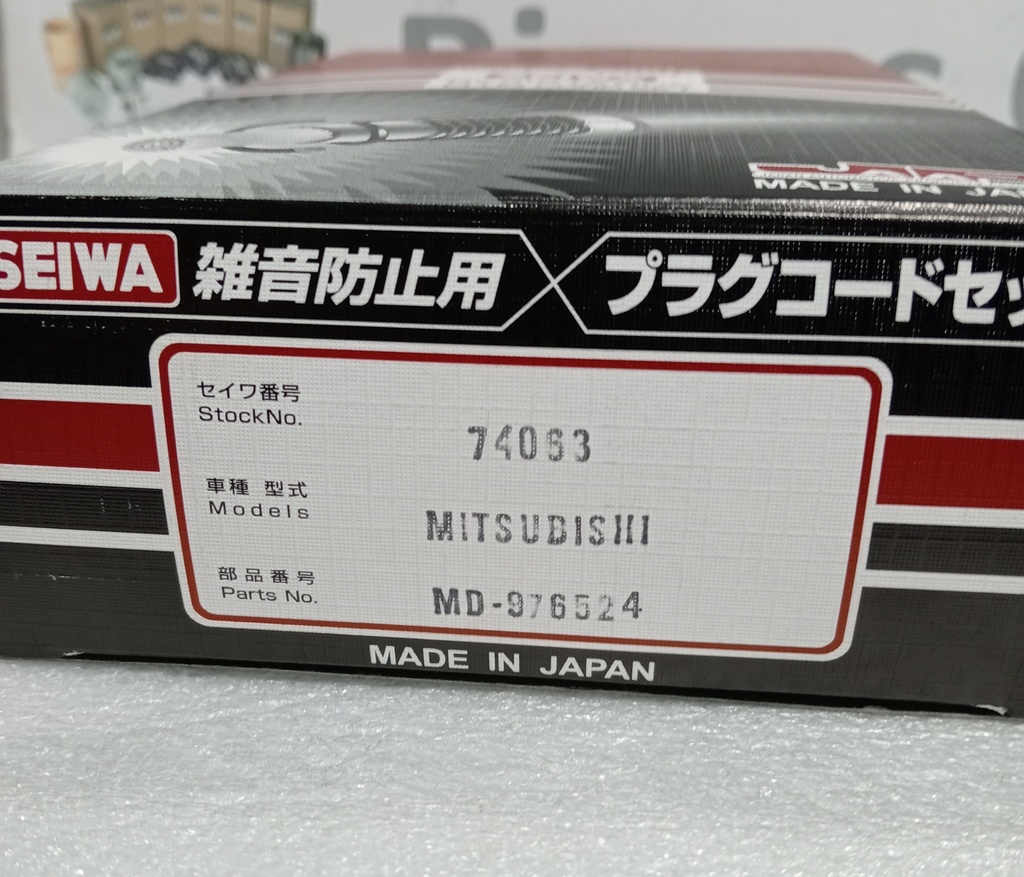 MADE IN JA
SEIWA 雑音防止用 プラグコードセッ
セイワ番号
StockNo.
74063
車種 型式
Models
MITSUBISHI
部品番号
Parts No.
MD-976524
MADE IN JAPAN